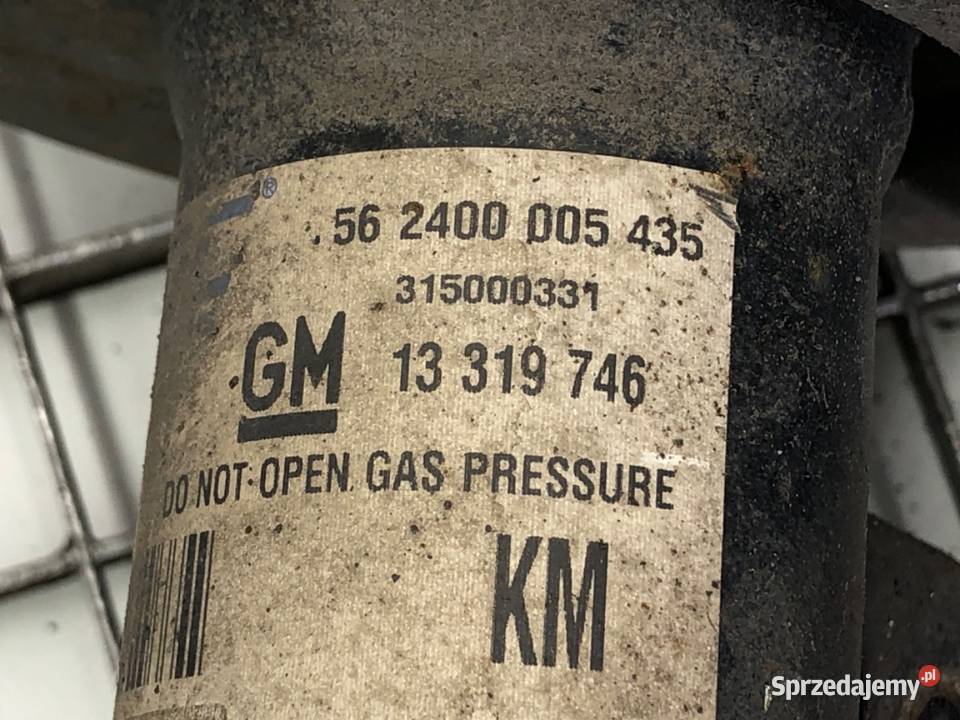 ®
.56 2400 005 435
315000331
GM 13 319 746
DO NOT OPEN GAS PRESSURE
KM
Sprzedajemy.pl